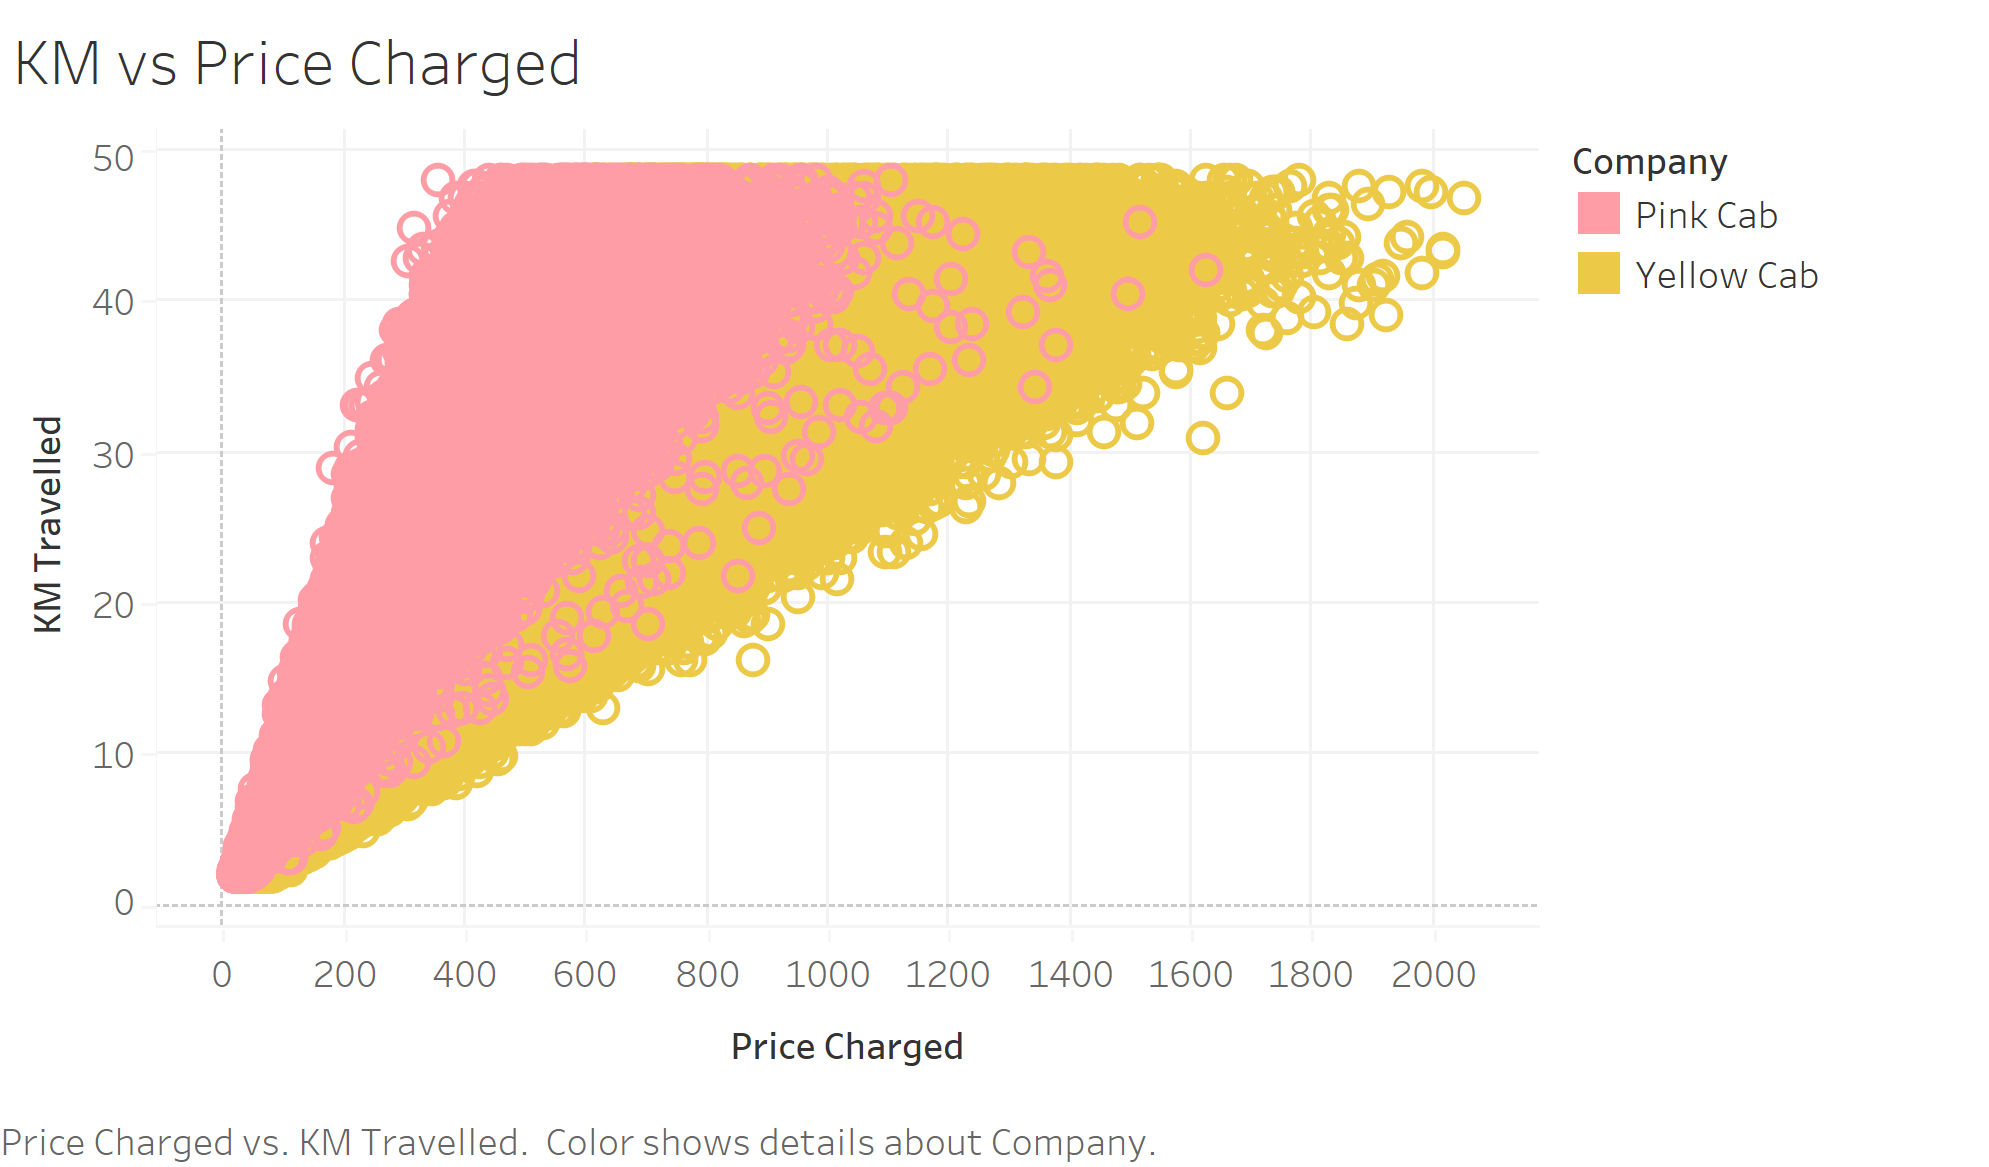 KM vs Price Charged
Company
Pink Cab
Yellow Cab
KM Travelled
50
40
30
20
10
0
0 200 400 600 800 1000 1200 1400 1600 1800 2000
Price Charged
Price Charged vs. KM Travelled.  Color shows details about Company.